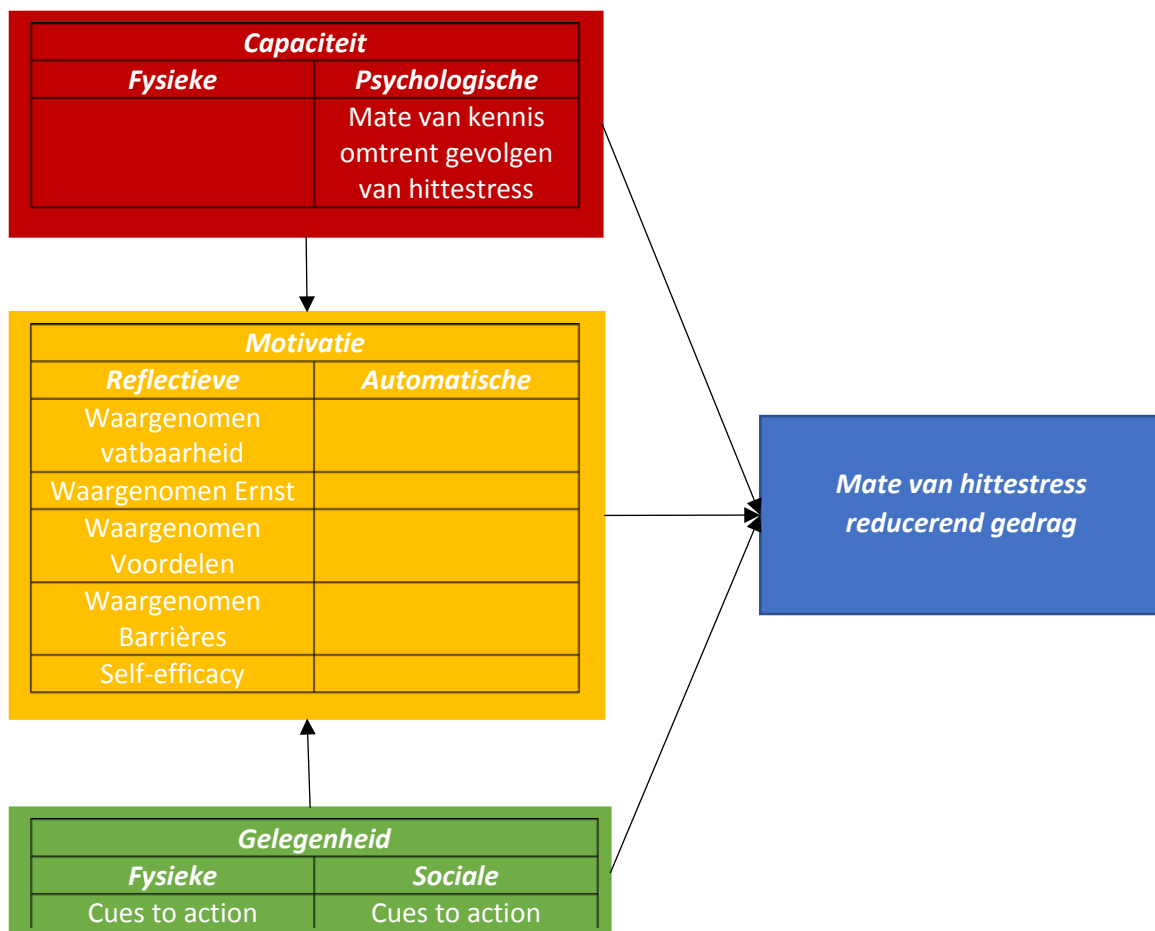 Capaciteit
Fysieke
Psychologische
Mate van kennis
omtrent gevolgen
van hittestress
Motivatie
Reflectieve
Automatische
Waargenomen
vatbaarheid
Waargenomen Ernst
Waargenomen
Voordelen
Waargenomen
Barrières
Self-efficacy
Mate van hittestress
reducerend gedrag
Gelegenheid
Fysieke
Sociale
Cues to action
Cues to action